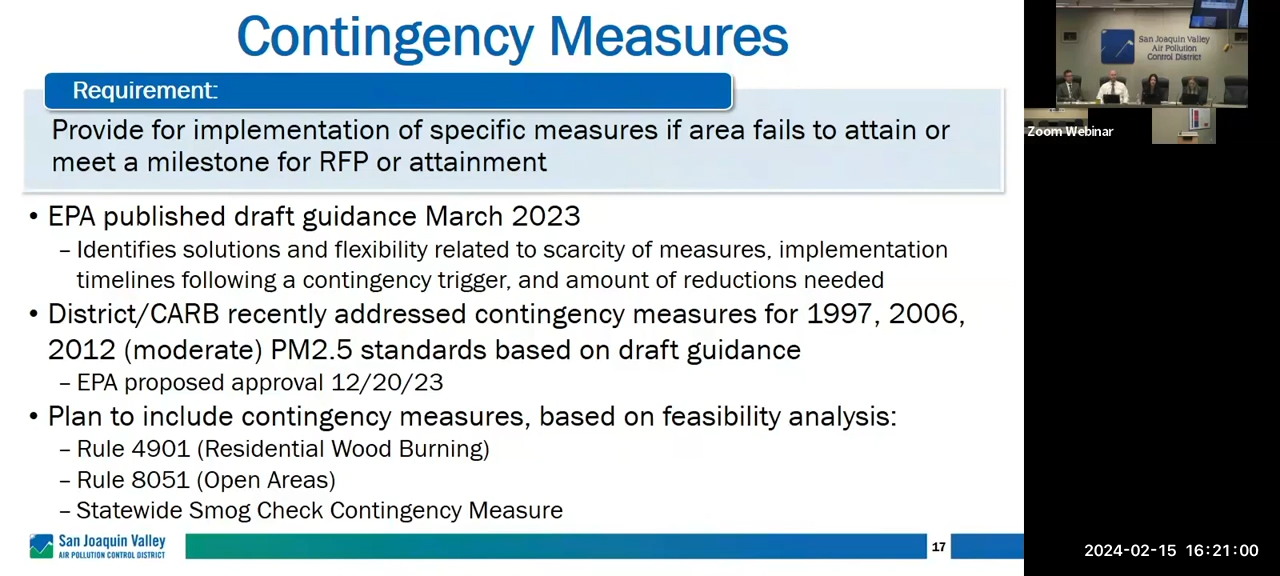 Contingency Measures
Requirement:
Provide for implementation of specific measures if area fails to attain or
meet a milestone for RFP or attainment
• EPA published draft guidance March 2023
– Identifies solutions and flexibility related to scarcity of measures, implementation
timelines following a contingency trigger, and amount of reductions needed
• District/CARB recently addressed contingency measures for 1997, 2006,
2012 (moderate) PM2.5 standards based on draft guidance
– EPA proposed approval 12/20/23
• Plan to include contingency measures, based on feasibility analysis:
– Rule 4901 (Residential Wood Burning)
– Rule 8051 (Open Areas)
– Statewide Smog Check Contingency Measure
San Joaquin Valley
AIR POLLUTION CONTROL DISTRICT
17
San Joaquin Valley
Air Pollution
Control District
Zoom Webinar
2024-02-15 16:21:00